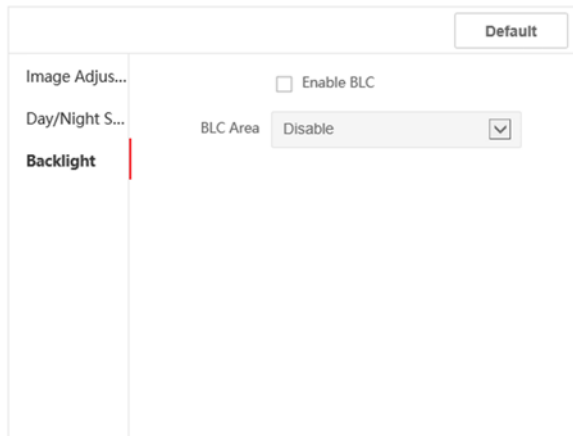 Default
Image Adjus...
Enable BLC
Day/Night S...
BLC Area Disable
Backlight